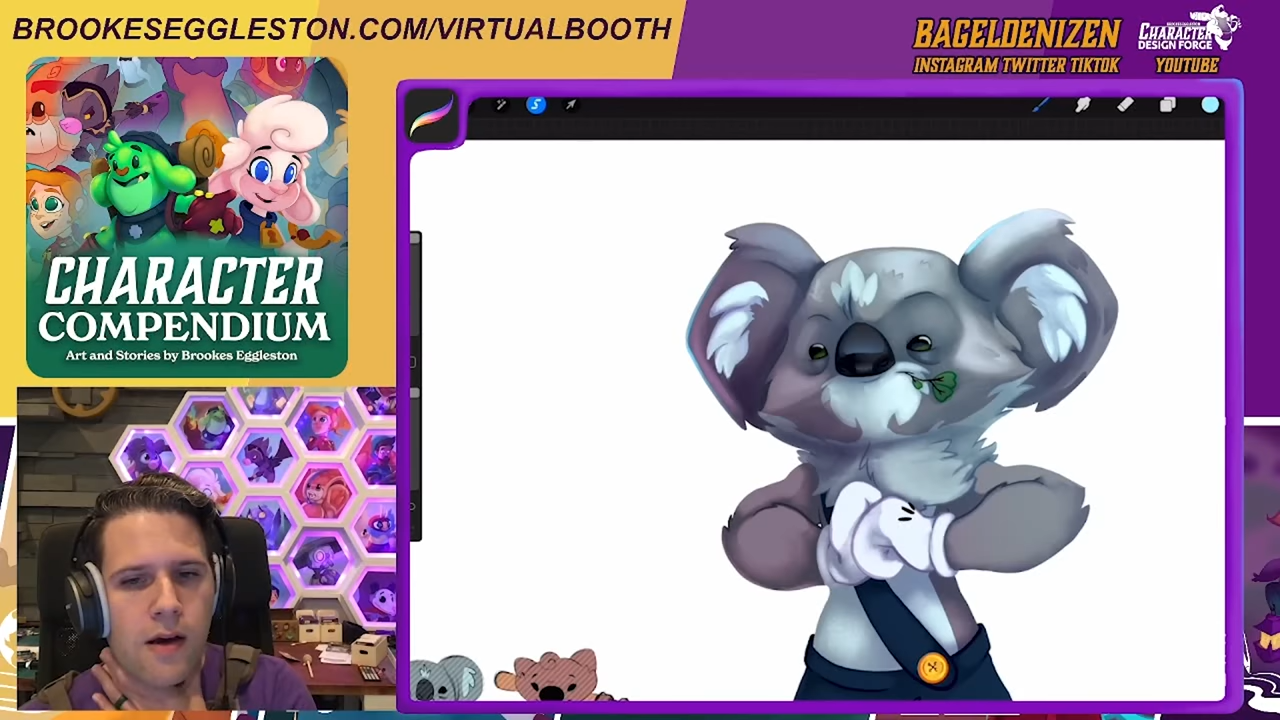 BROOKESEGGLESTON.COM/VIRTUALBOOTH
BAGELDENIZEN
INSTAGRAM TWITTER TIKTOK
CHARACTER
DESIGN FORGE
YOUTUBE
S
CHARACTER
COMPENDIUM
Art and Stories by Brookes Eggleston